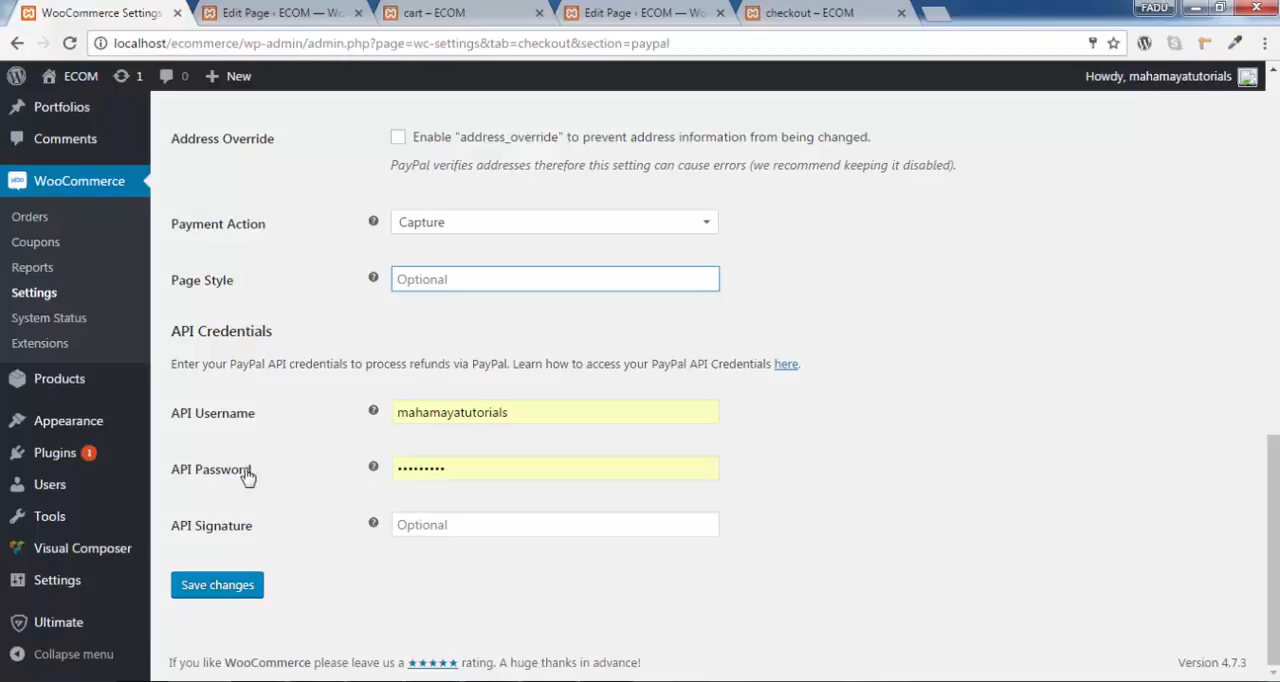 WooCommerce Settings
Edit Page ‹ ECOM — Wo
cart – ECOM
Edit Page ‹ ECOM — Wo
checkout – ECOM
FADU
localhost/ecommerce/wp-admin/admin.php?page=wc-settings&tab=checkout&section=paypal
ECOM
1
0
New
Howdy, mahamayatutorials
Portfolios
Comments
WooCommerce
Orders
Coupons
Reports
Settings
System Status
Extensions
Products
Appearance
Plugins 1
Users
Tools
Visual Composer
Settings
Ultimate
Collapse menu
Address Override
Enable "address_override" to prevent address information from being changed.
PayPal verifies addresses therefore this setting can cause errors (we recommend keeping it disabled).
Payment Action
Capture
Page Style
Optional
API Credentials
Enter your PayPal API credentials to process refunds via PayPal. Learn how to access your PayPal API Credentials here.
API Username
mahamayatutorials
API Password
•••••••••
API Signature
Optional
Save changes
If you like WooCommerce please leave us a ★★★★★ rating. A huge thanks in advance!
Version 4.7.3